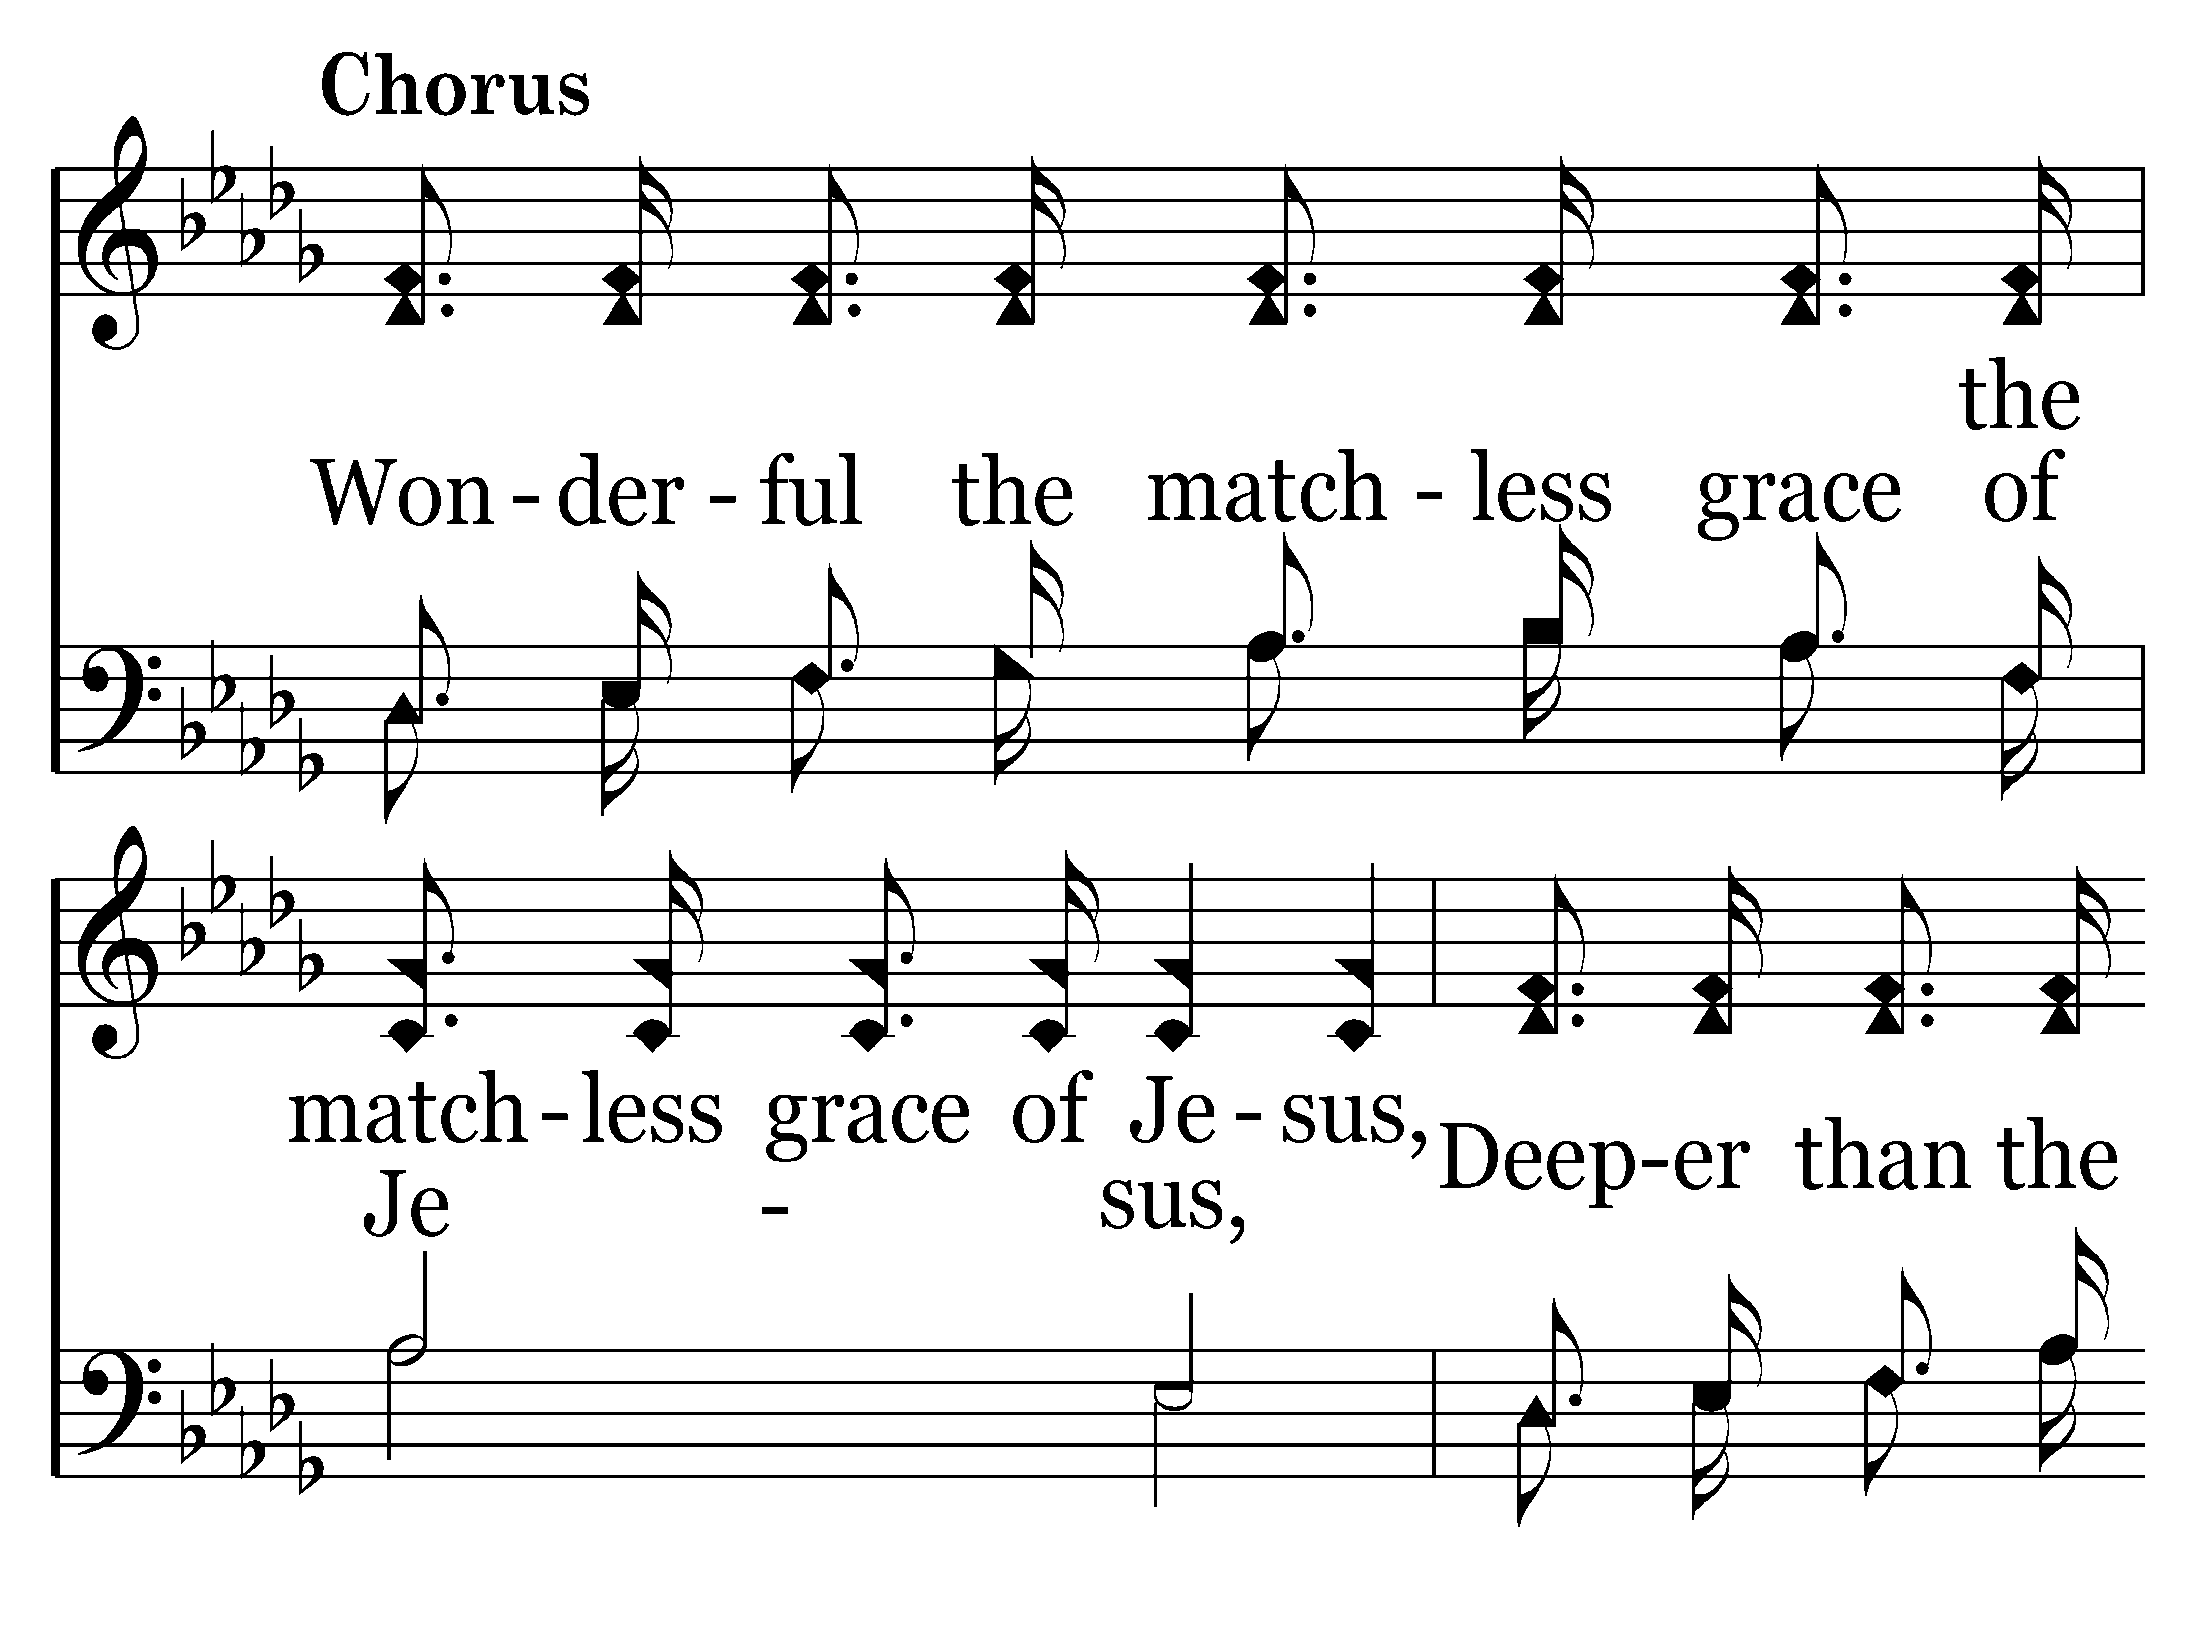 Chorus
the
Won - der - ful the match - less grace of
match - less grace of Je - sus, Deep-er than the
Je - sus,